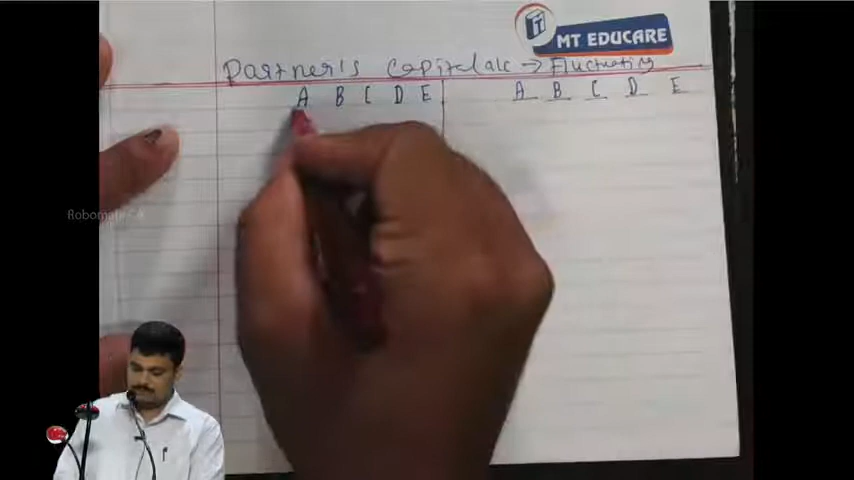 MT EDUCARE
Partner's Capital a/c → Fluctuating
A B C D E A B C D E